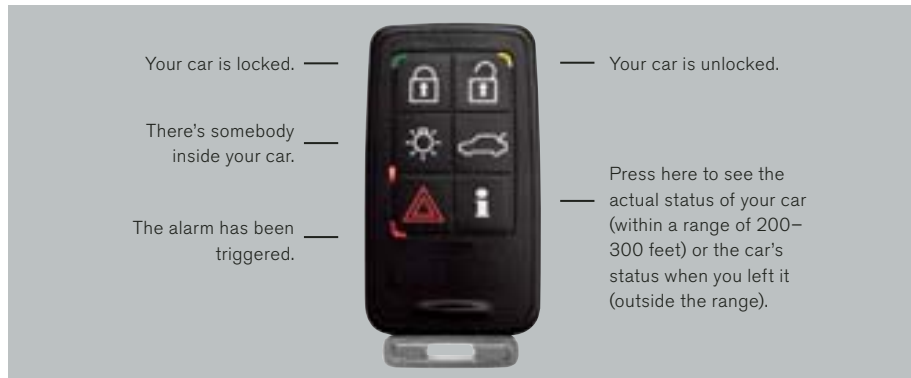 Your car is locked.
There's somebody
inside your car.
The alarm has been
triggered.
Your car is unlocked.
Press here to see the
actual status of your car
(within a range of 200–
300 feet) or the car's
status when you left it
(outside the range).